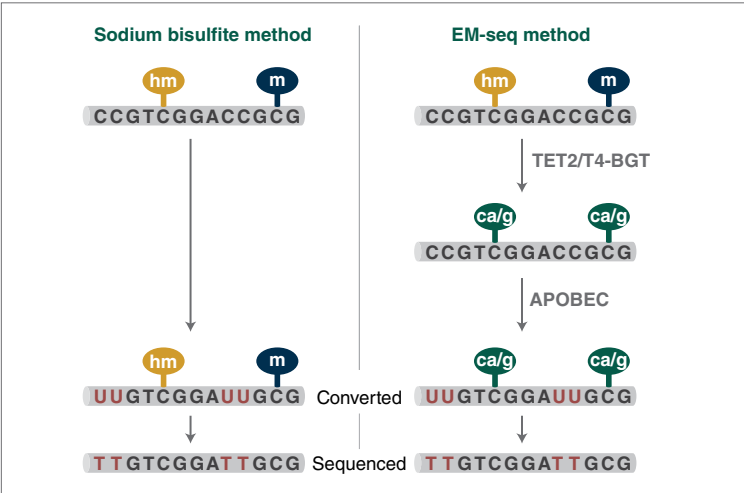 Sodium bisulfite method
EM-seq method
hm
m
hm
m
CCGTCGGACCGCG
CCGTCGGACCGCG
TET2/T4-BGT
ca/g
ca/g
CCGTCGGACCGCG
APOBEC
hm
m
ca/g
ca/g
UUGTCGGAUUGCG
Converted
UUGTCGGAUUGCG
TTGTCGGATTGCG
Sequenced
TTGTCGGATTGCG